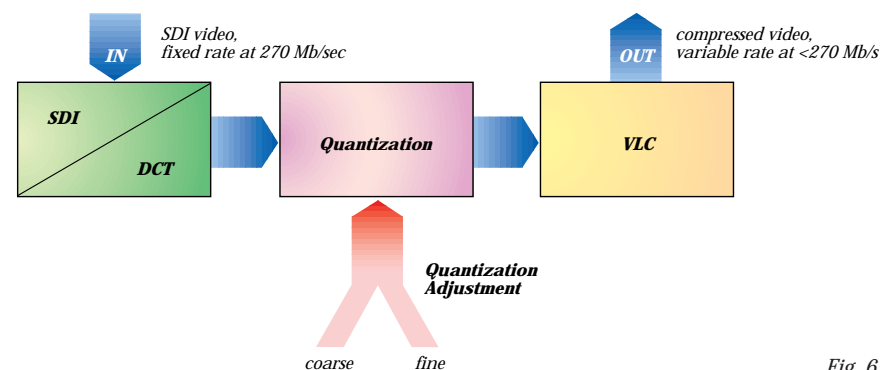 SDI video,
fixed rate at 270 Mb/sec
IN
compressed video,
variable rate at <270 Mb/s
OUT
SDI
DCT
Quantization
VLC
Quantization
Adjustment
coarse
fine
Fig. 6